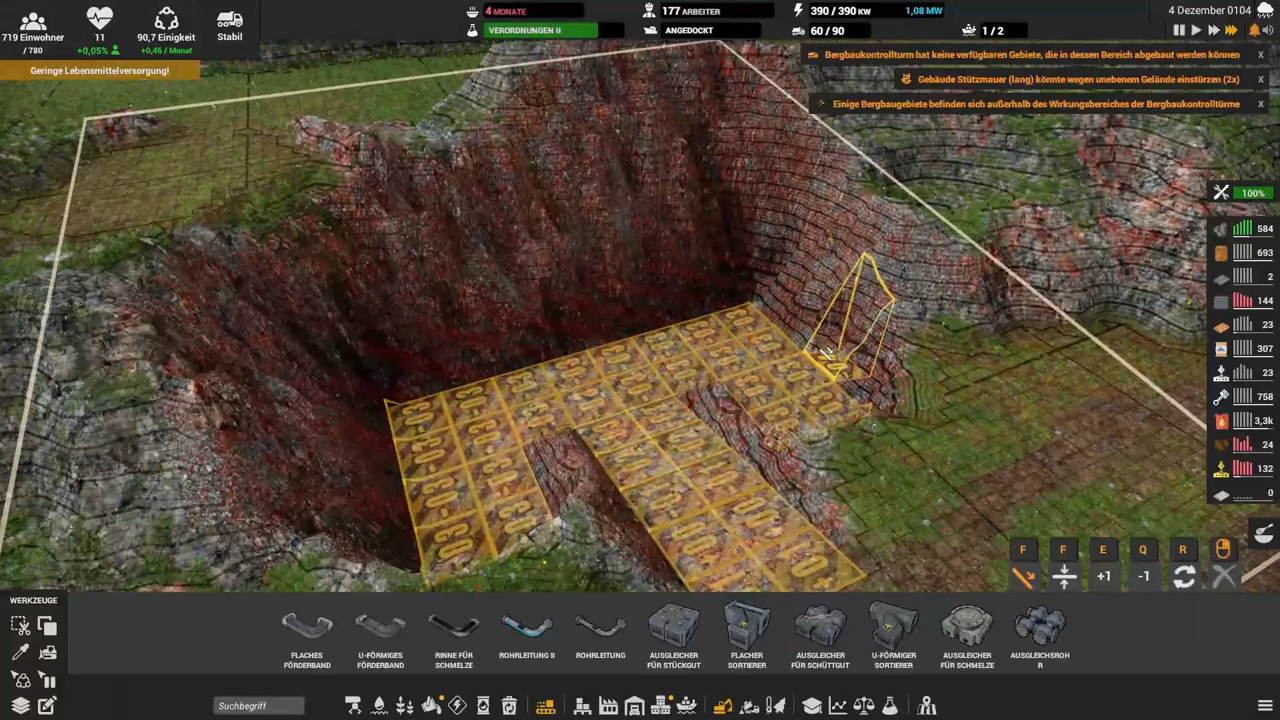 719 Einwohner
/ 780
11
+0,05%
90,7 Einigkeit
+0,46 / Monat
Stabil
Geringe Lebensmittelversorgung!
4 MONATE
VERORDNUNGEN II
177 ARBEITER
ANGEDOCKT
390 / 390 KW
1,08 MW
60 / 90
1 / 2
4 Dezember 0104
Bergbaukontrollturm hat keine verfügbaren Gebiete, die in dessen Bereich abgebaut werden können X
Gebäude Stützmauer (lang) könnte wegen unebenem Gelände einstürzen (2x) X
Einige Bergbaugebiete befinden sich außerhalb des Wirkungsbereiches der Bergbaukontrolltürme X
100%
584
693
2
144
23
307
23
758
3,3k
24
132
0
F F E Q R
+1 -1
WERKZEUGE
FLACHES FÖRDERBAND
U-FÖRMIGES FÖRDERBAND
RINNE FÜR SCHMELZE
ROHRLEITUNG II
ROHRLEITUNG
AUSGLEICHER FÜR STÜCKGUT
FLACHER SORTIERER
AUSGLEICHER FÜR SCHÜTTGUT
U-FÖRMIGER SORTIERER
AUSGLEICHER FÜR SCHMELZE
AUSGLEICHSROH
R
Suchbegriff